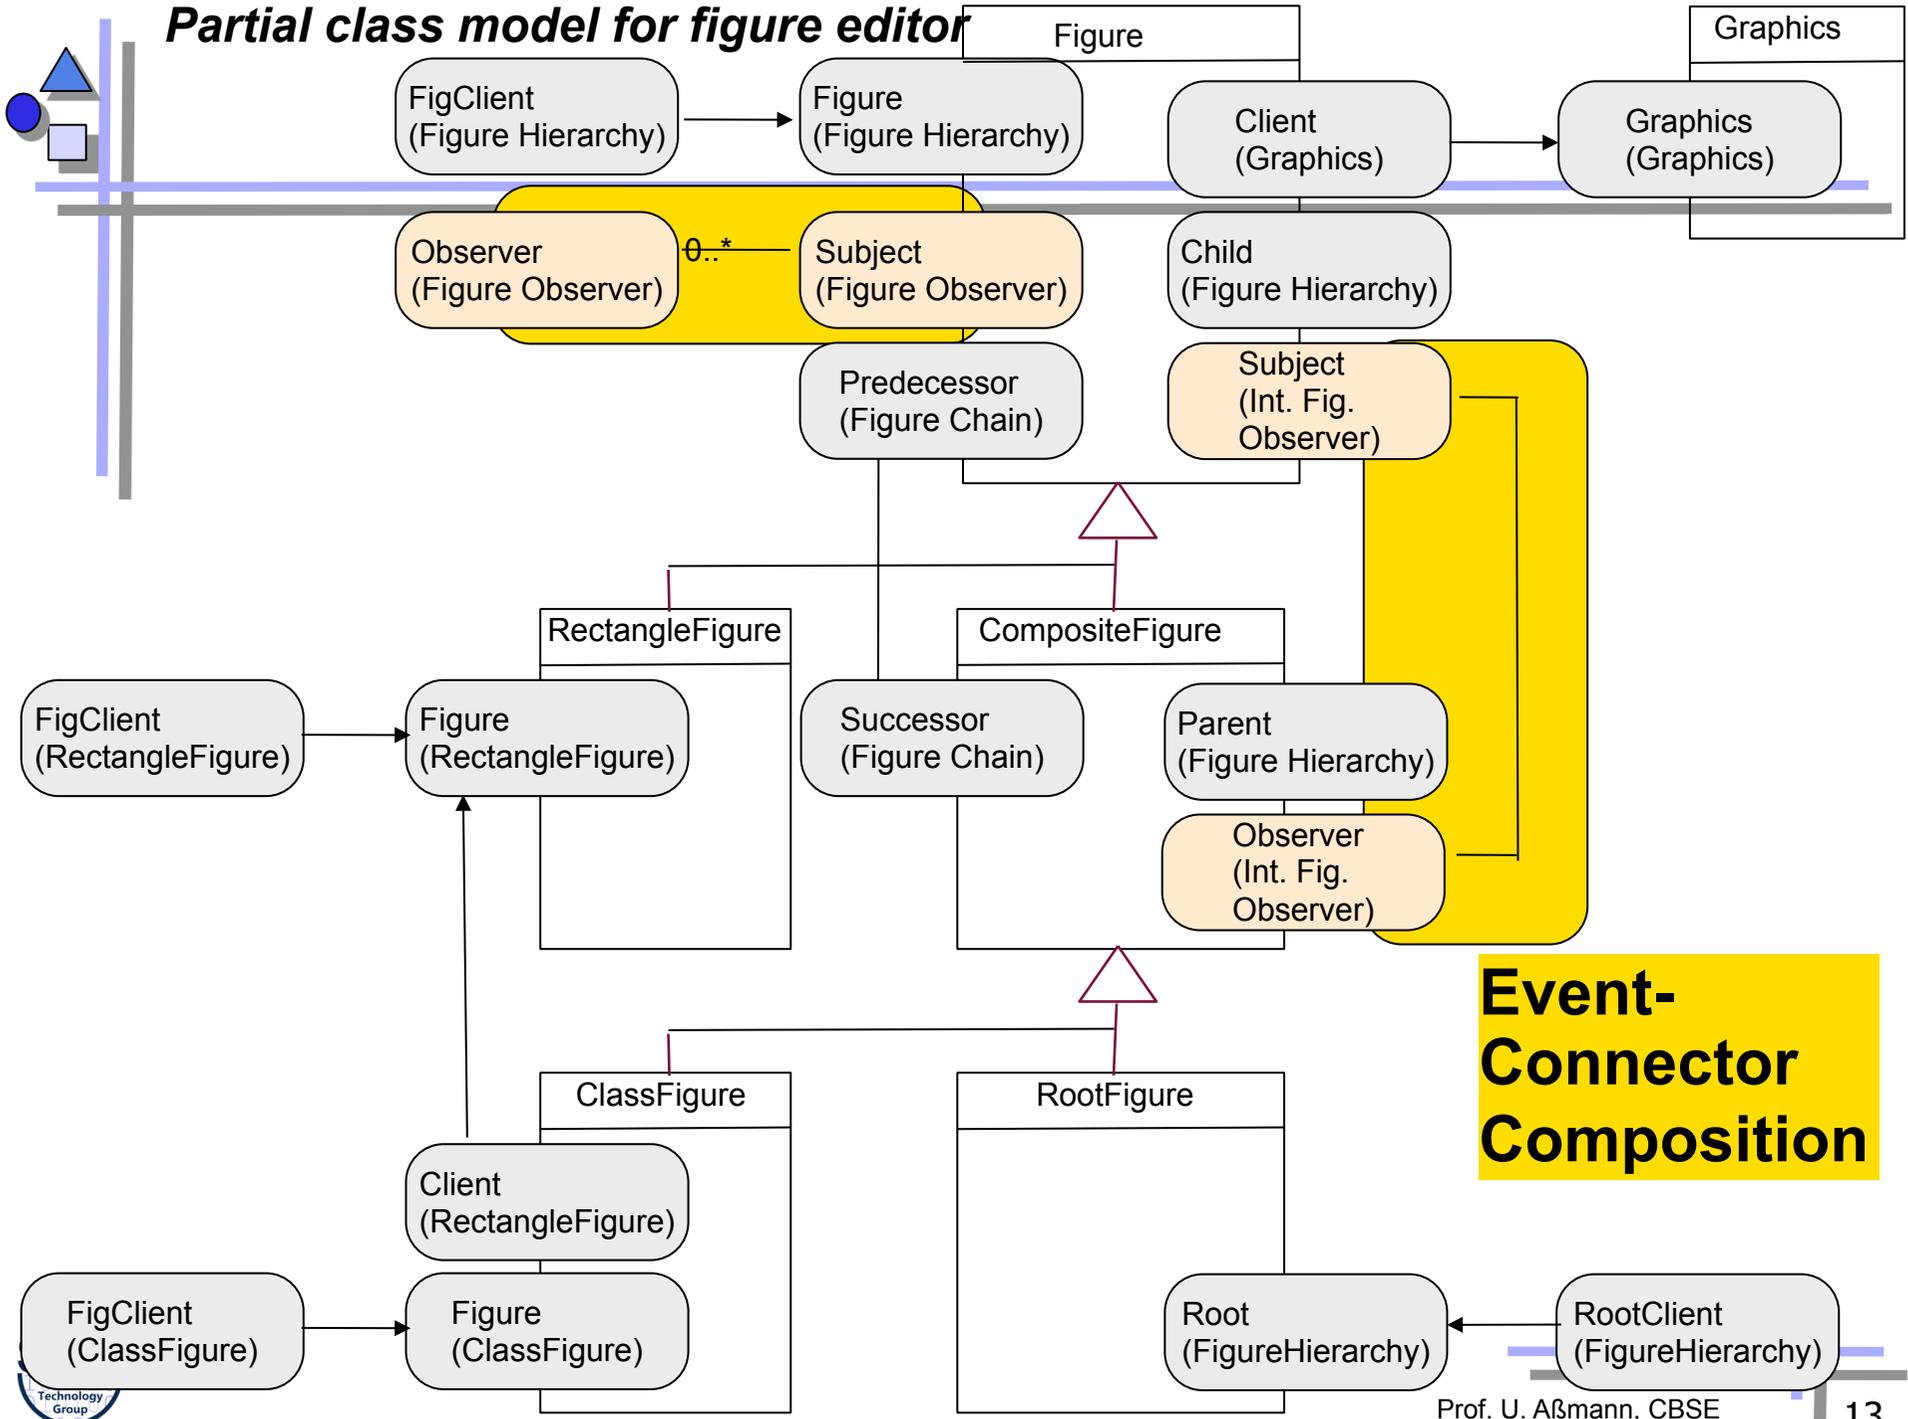 Partial class model for figure editor
Figure
Graphics
FigClient
(Figure Hierarchy)
Figure
(Figure Hierarchy)
Client
(Graphics)
Graphics
(Graphics)
Observer
(Figure Observer)
0..*
Subject
(Figure Observer)
Child
(Figure Hierarchy)
Predecessor
(Figure Chain)
Subject
(Int. Fig.
Observer)
RectangleFigure
CompositeFigure
FigClient
(RectangleFigure)
Figure
(RectangleFigure)
Successor
(Figure Chain)
Parent
(Figure Hierarchy)
Observer
(Int. Fig.
Observer)
Event-
Connector
Composition
ClassFigure
RootFigure
Client
(RectangleFigure)
FigClient
(ClassFigure)
Figure
(ClassFigure)
Root
(FigureHierarchy)
RootClient
(FigureHierarchy)
Technology
Group
Prof. U. Aßmann, CBSE
13